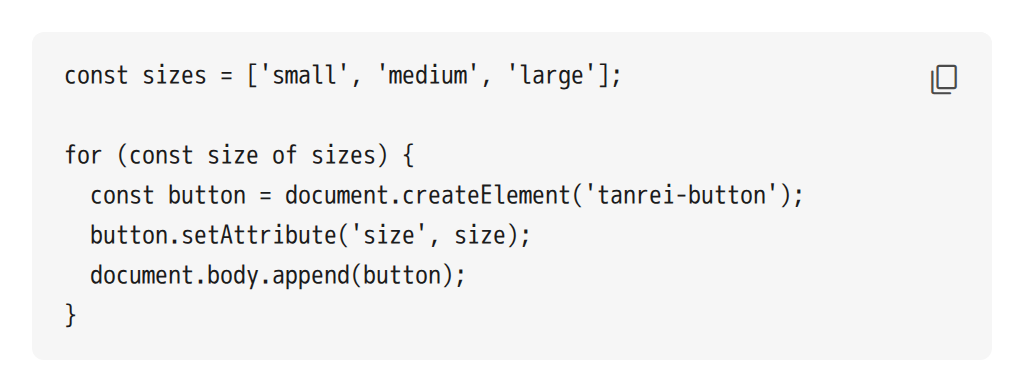 const sizes = ['small', 'medium', 'large'];

for (const size of sizes) {
  const button = document.createElement('tanrei-button');
  button.setAttribute('size', size);
  document.body.append(button);
}